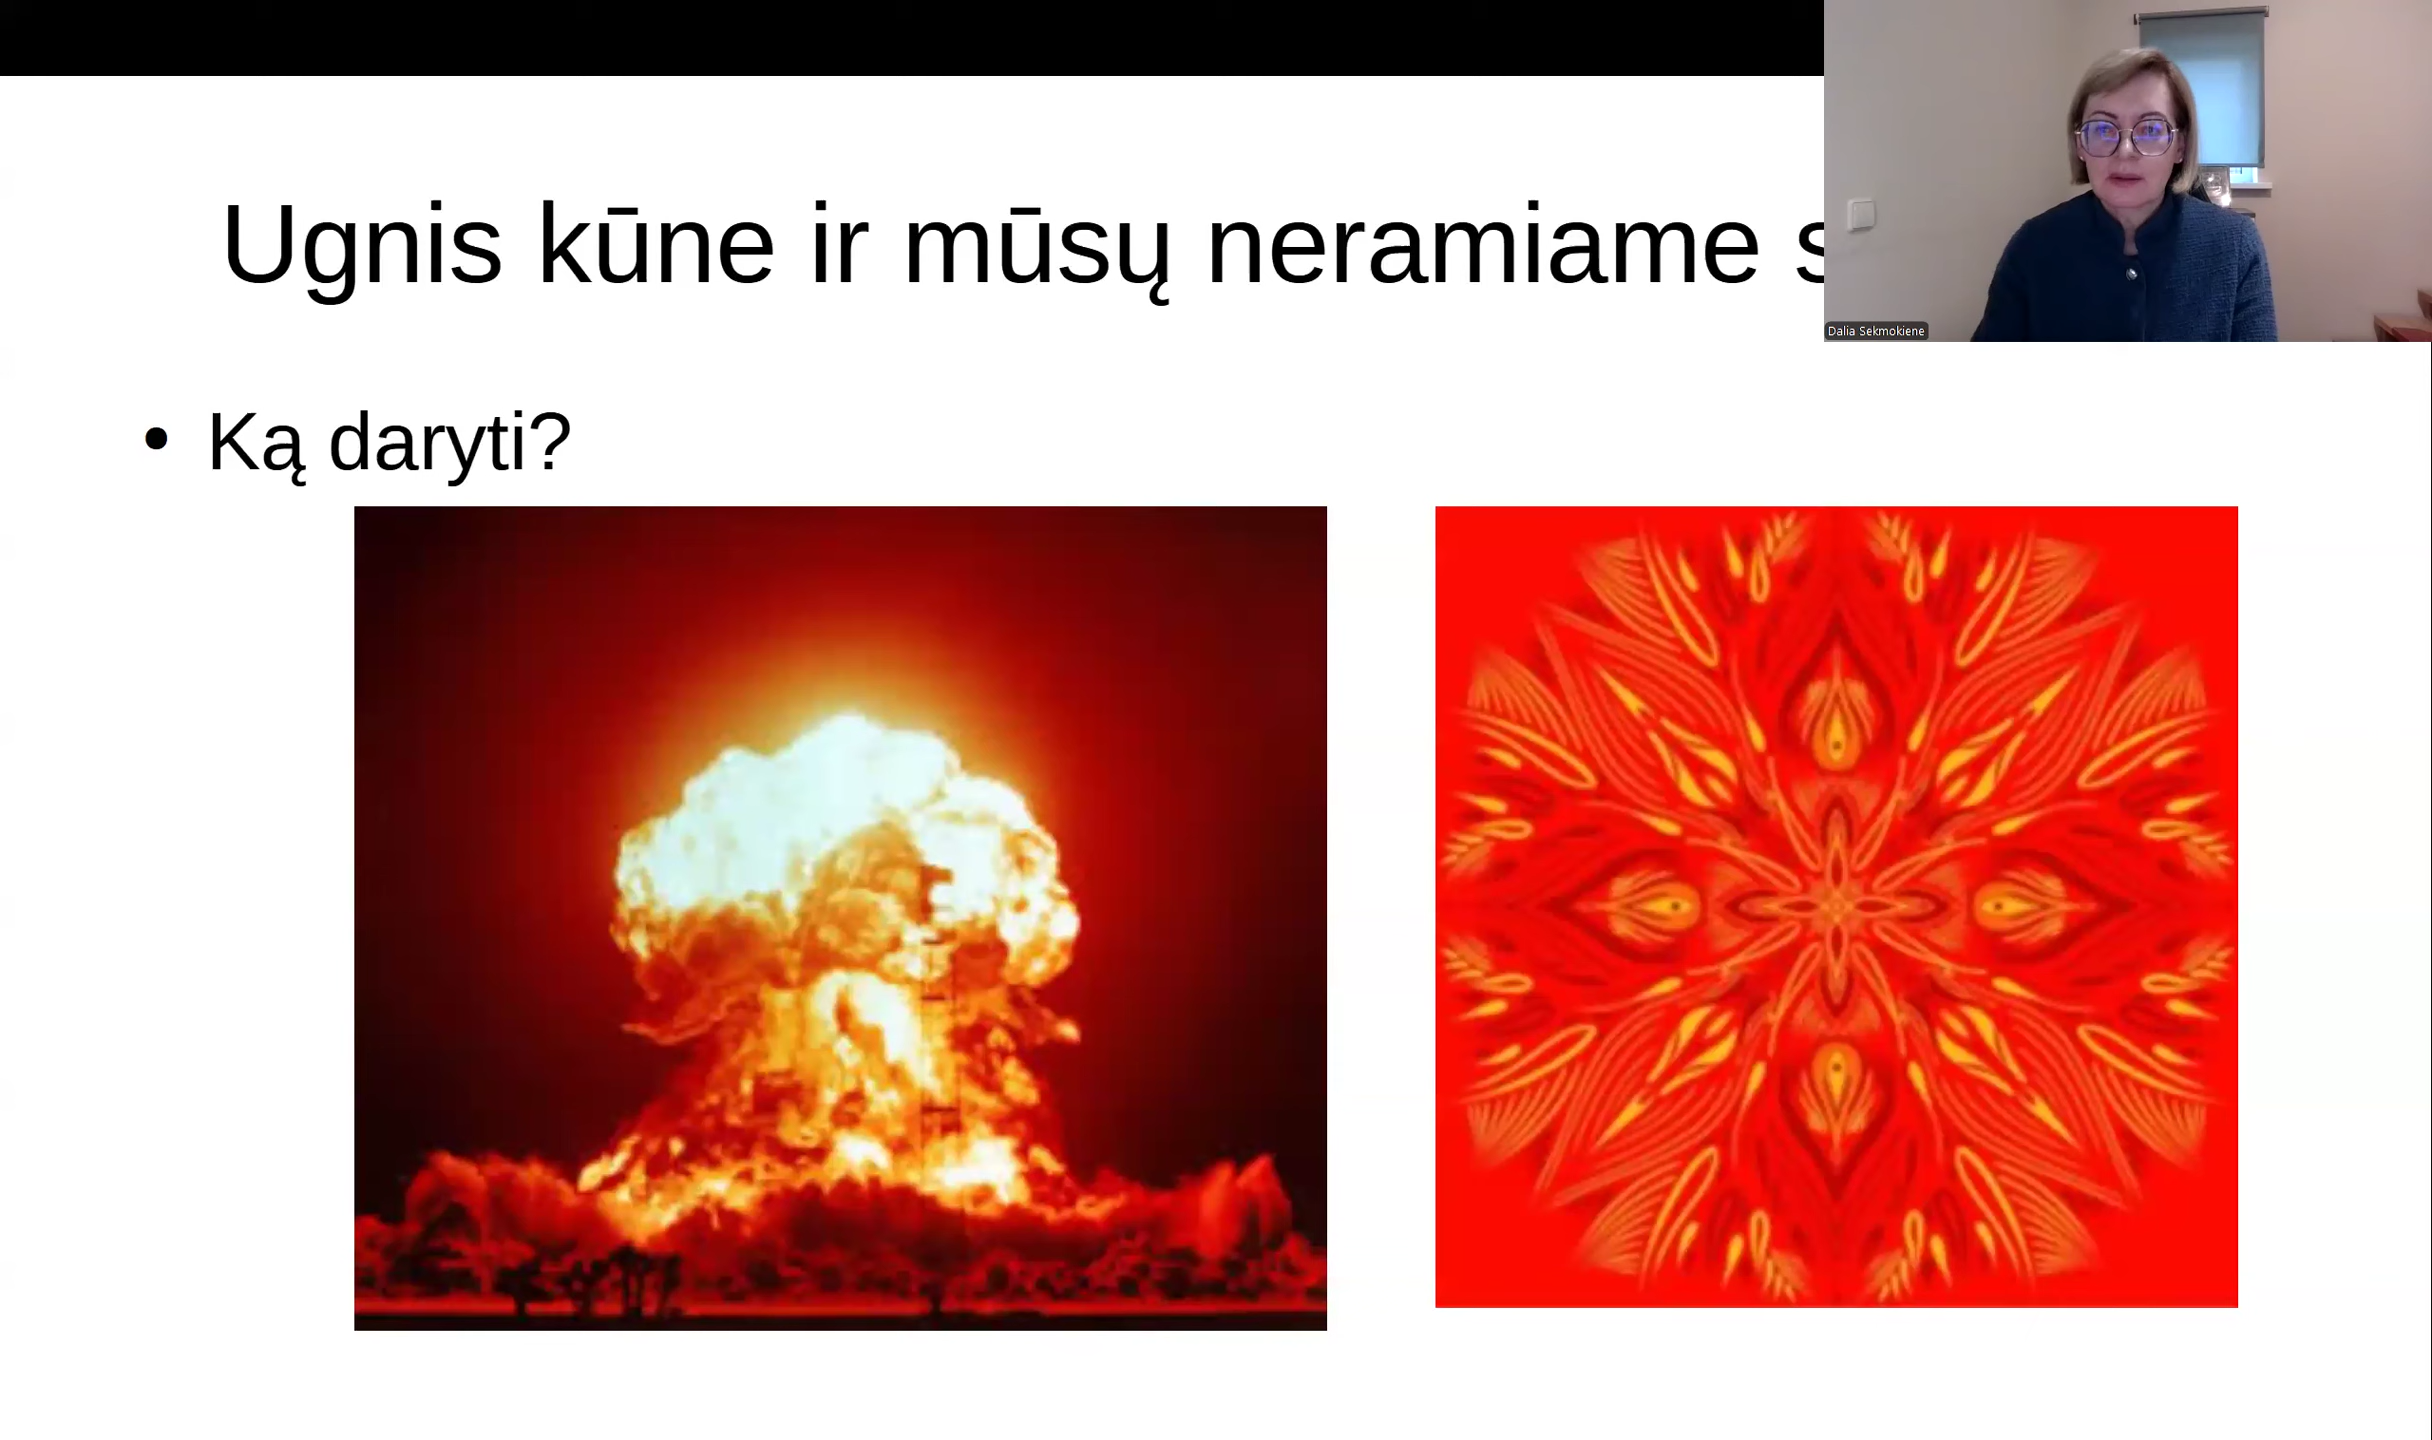 Ugnis kūne ir mūsų neramiame
Dalia Sekmokiene
• Ką daryti?